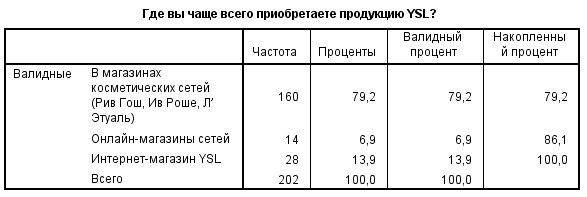 Где вы чаще всего приобретаете продукцию YSL?
Частота Проценты Валидный процент Накопленны й процент
Валидные В магазинах косметических сетей (Рив Гош, Ив Роше, Л' Этуаль) 160 79,2 79,2 79,2
Онлайн-магазины сетей 14 6,9 6,9 86,1
Интернет-магазин YSL 28 13,9 13,9 100,0
Всего 202 100,0 100,0